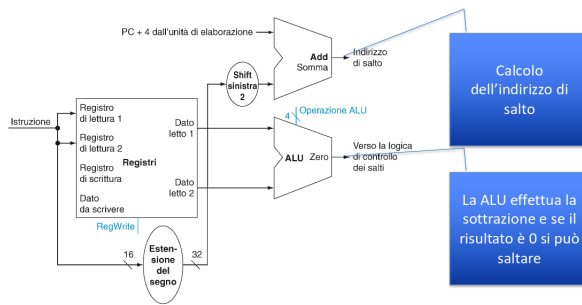 PC + 4 dall'unità di elaborazione
Add
Somma
Indirizzo
di salto
Shift
sinistra
2
Calcolo
dell'indirizzo di
salto
Istruzione
Registro
di lettura 1
Registro
di lettura 2
Registri
Registro
di scrittura
Dato
da scrivere
Dato
letto 1
Dato
letto 2
RegWrite
4
Operazione ALU
ALU
Zero
Verso la logica
di controllo
dei salti
La ALU effettua la
sottrazione e se il
risultato è 0 si può
saltare
16
Esten-
sione
del
segno
32